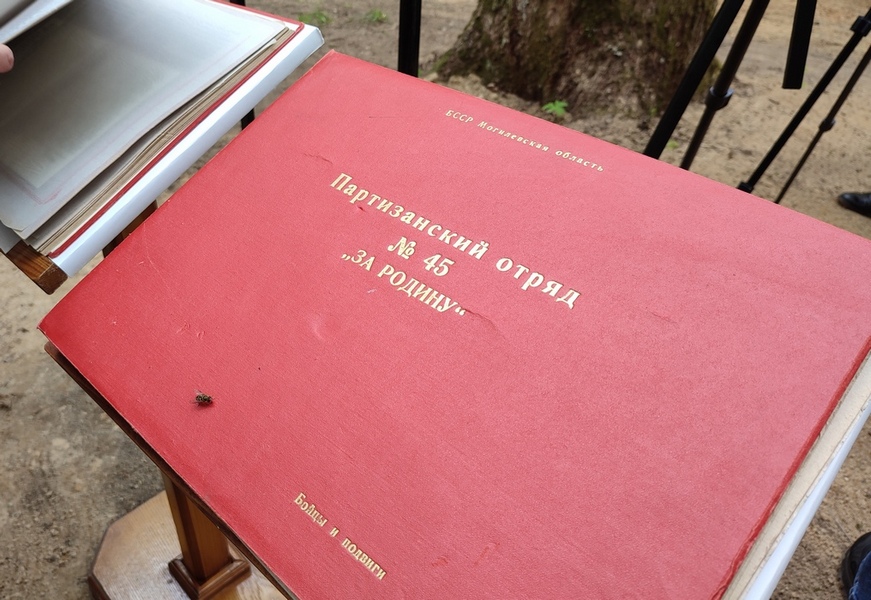 БССР Могилевская область
Партизанский отряд
№ 45
„ЗА РОДИНУ“
Бойцы и подвиги